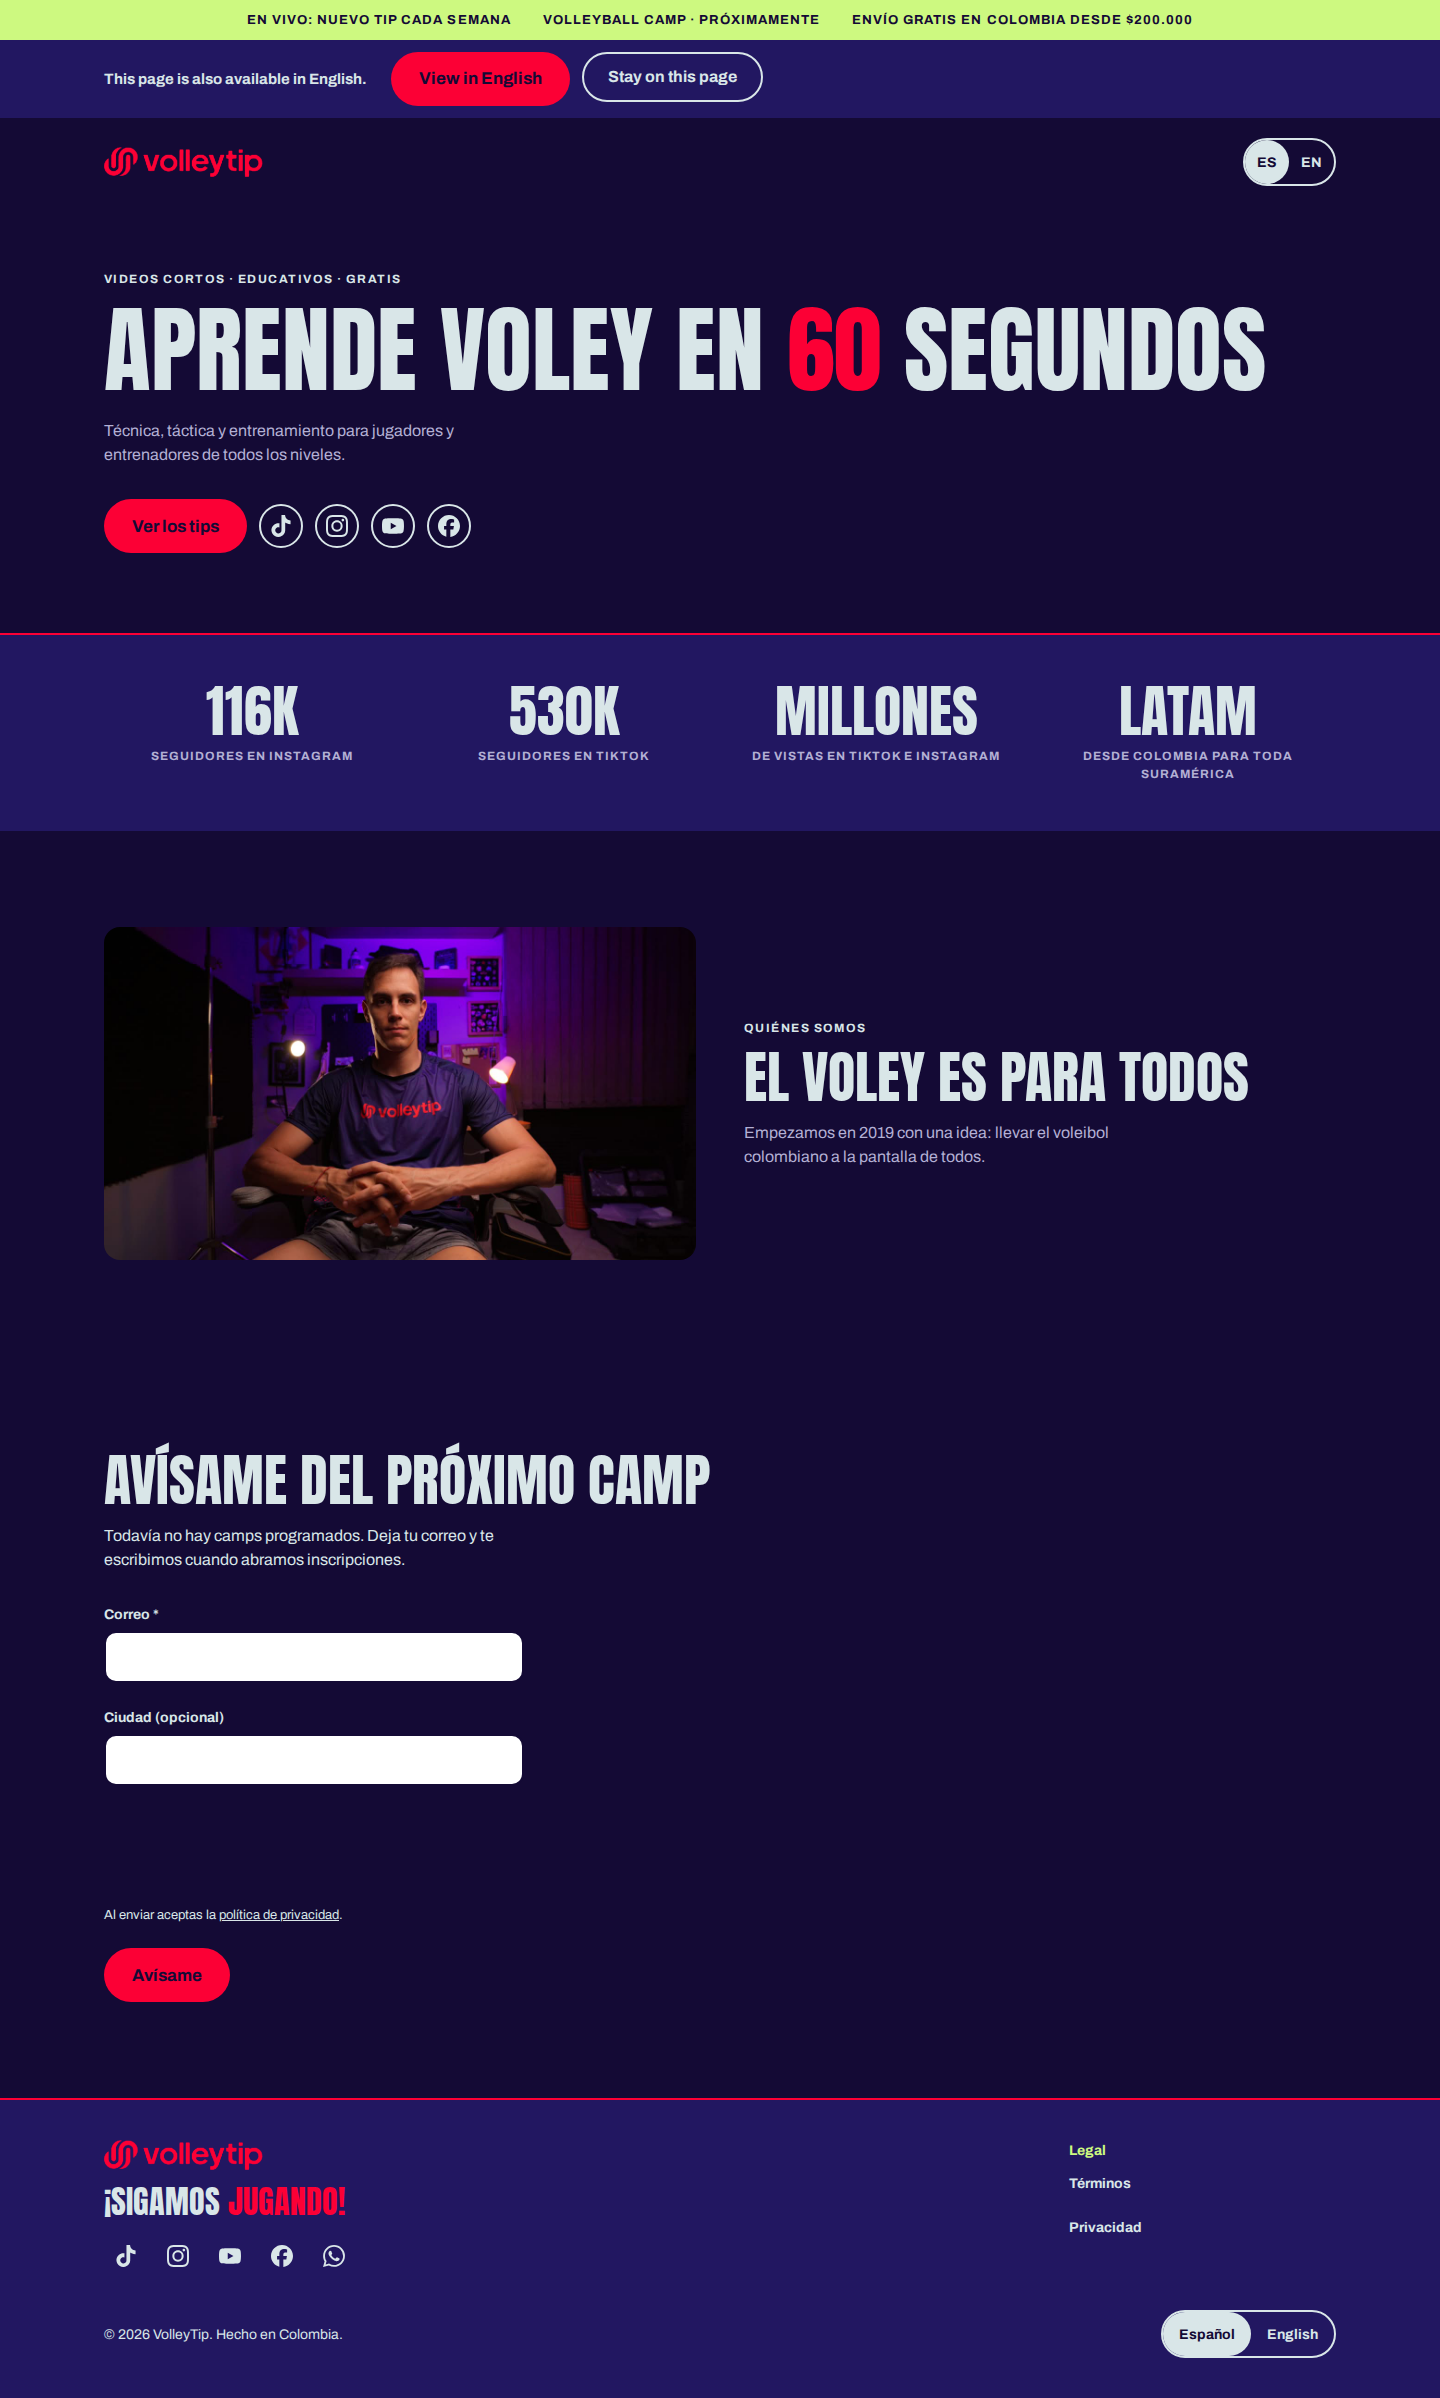 EN VIVO: NUEVO TIP CADA SEMANA
VOLLEYBALL CAMP · PRÓXIMAMENTE
ENVÍO GRATIS EN COLOMBIA DESDE $200.000
This page is also available in English.
View in English
Stay on this page
volleytip
ES
EN
VIDEOS CORTOS · EDUCATIVOS · GRATIS
APRENDE VOLEY EN 60 SEGUNDOS
Técnica, táctica y entrenamiento para jugadores y
entrenadores de todos los niveles.
Ver los tips
116K
SEGUIDORES EN INSTAGRAM
530K
SEGUIDORES EN TIKTOK
MILLONES
DE VISTAS EN TIKTOK E INSTAGRAM
LATAM
DESDE COLOMBIA PARA TODA
SURAMÉRICA
volleytip
QUIÉNES SOMOS
EL VOLEY ES PARA TODOS
Empezamos en 2019 con una idea: llevar el voleibol
colombiano a la pantalla de todos.
AVÍSAME DEL PRÓXIMO CAMP
Todavía no hay camps programados. Deja tu correo y te
escribimos cuando abramos inscripciones.
Correo *
Ciudad (opcional)
Al enviar aceptas la política de privacidad.
Avísame
volleytip
¡SIGAMOS JUGANDO!
Legal
Términos
Privacidad
© 2026 VolleyTip. Hecho en Colombia.
Español
English